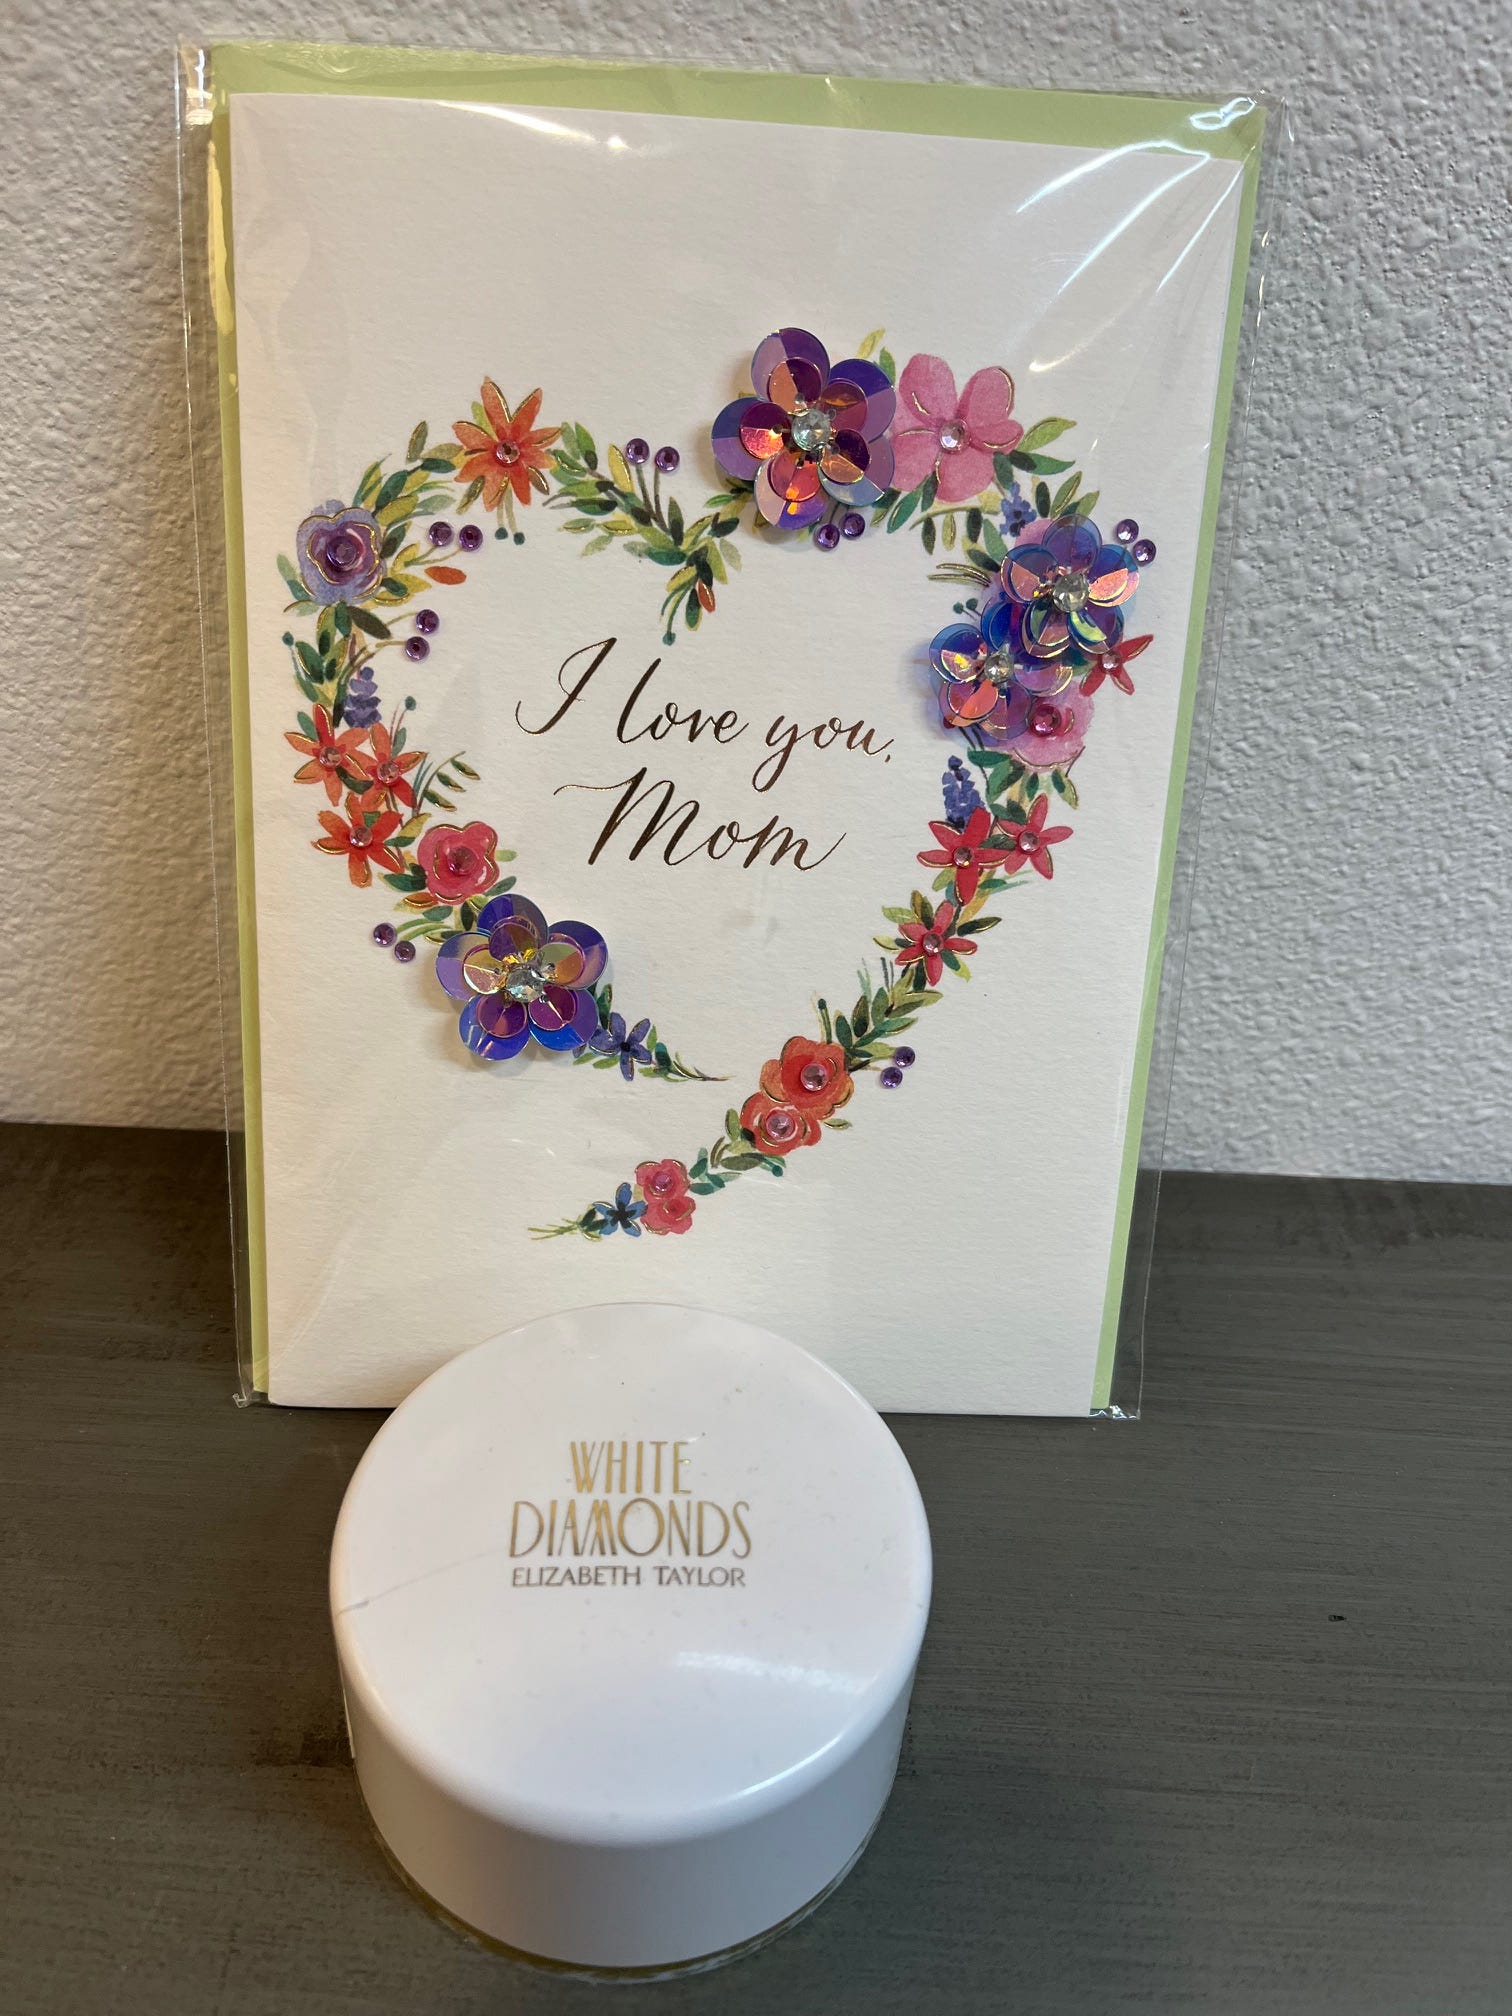 I love you,
Mom
WHITE
DIAMONDS
ELIZABETH TAYLOR